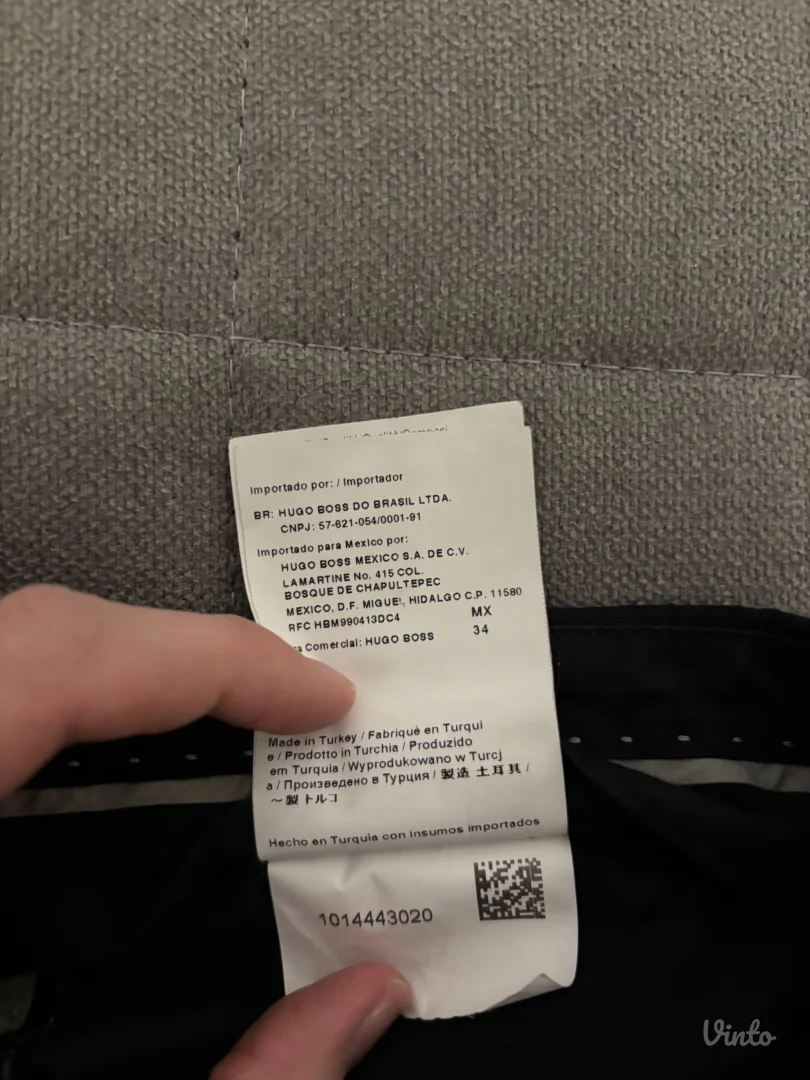 Importado por: / Importador
BR: HUGO BOSS DO BRASIL LTDA.
CNPJ: 57-621-054/0001-91
Importado para Mexico por:
HUGO BOSS MEXICO S.A. DE C.V.
LAMARTINE No. 415 COL.
BOSQUE DE CHAPULTEPEC
MEXICO, D.F. MIGUEL HIDALGO C.P. 11580
RFC HBM990413DC4 MX
Comercial: HUGO BOSS 34
Made in Turkey / Fabriqué en Turqui
e / Prodotto in Turchia / Produzido
em Turquia / Wyprodukowano w Turcj
a / Произведено в Турция / 製造 土耳其 /
〜製 トルコ
Hecho en Turquia con insumos importados
1014443020
Vinto